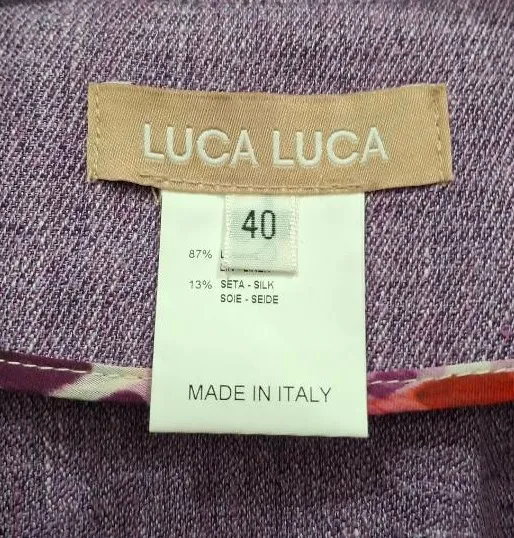 LUCA LUCA
40
87%
13% SETA - SILK
SOIE - SEIDE
MADE IN ITALY